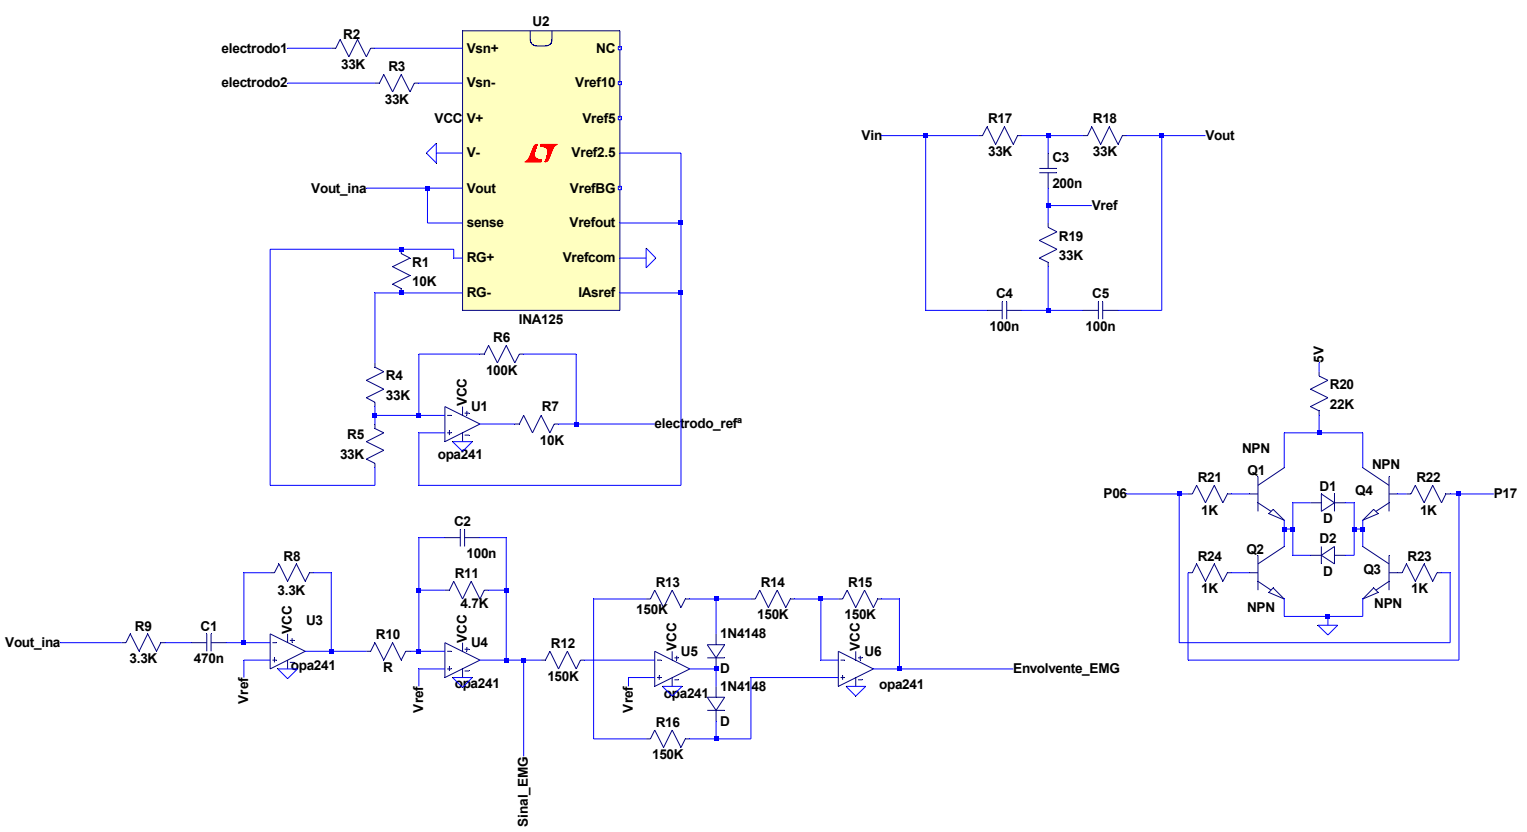 U2
electrodo1
R2
33K
Vsn+
NC
electrodo2
R3
33K
Vsn-
Vref10
VCC
V+
Vref5
V-
Vref2.5
Vout_ina
Vout
VrefBG
sense
Vrefout
R1
10K
RG+
Vrefcom
RG-
IAsref
INA125
R6
100K
R4
33K
VCC
U1
R7
10K
electrodo_refª
R5
33K
opa241
Vin
R17
33K
R18
33K
Vout
C3
200n
Vref
R19
33K
C4
100n
C5
100n
5V
R20
22K
NPN
NPN
Q1
Q4
P06
R21
1K
D1
D
R22
1K
P17
D2
D
R24
1K
Q2
Q3
R23
1K
NPN
NPN
Vout_ina
R9
3.3K
C1
470n
R8
3.3K
VCC
U3
opa241
Vref
R10
R
C2
100n
R11
4.7K
VCC
U4
opa241
Vref
Sinal_EMG
R12
150K
R13
150K
VCC
U5
opa241
Vref
1N4148
D
1N4148
D
R16
150K
R14
150K
R15
150K
VCC
U6
opa241
Envolvente_EMG